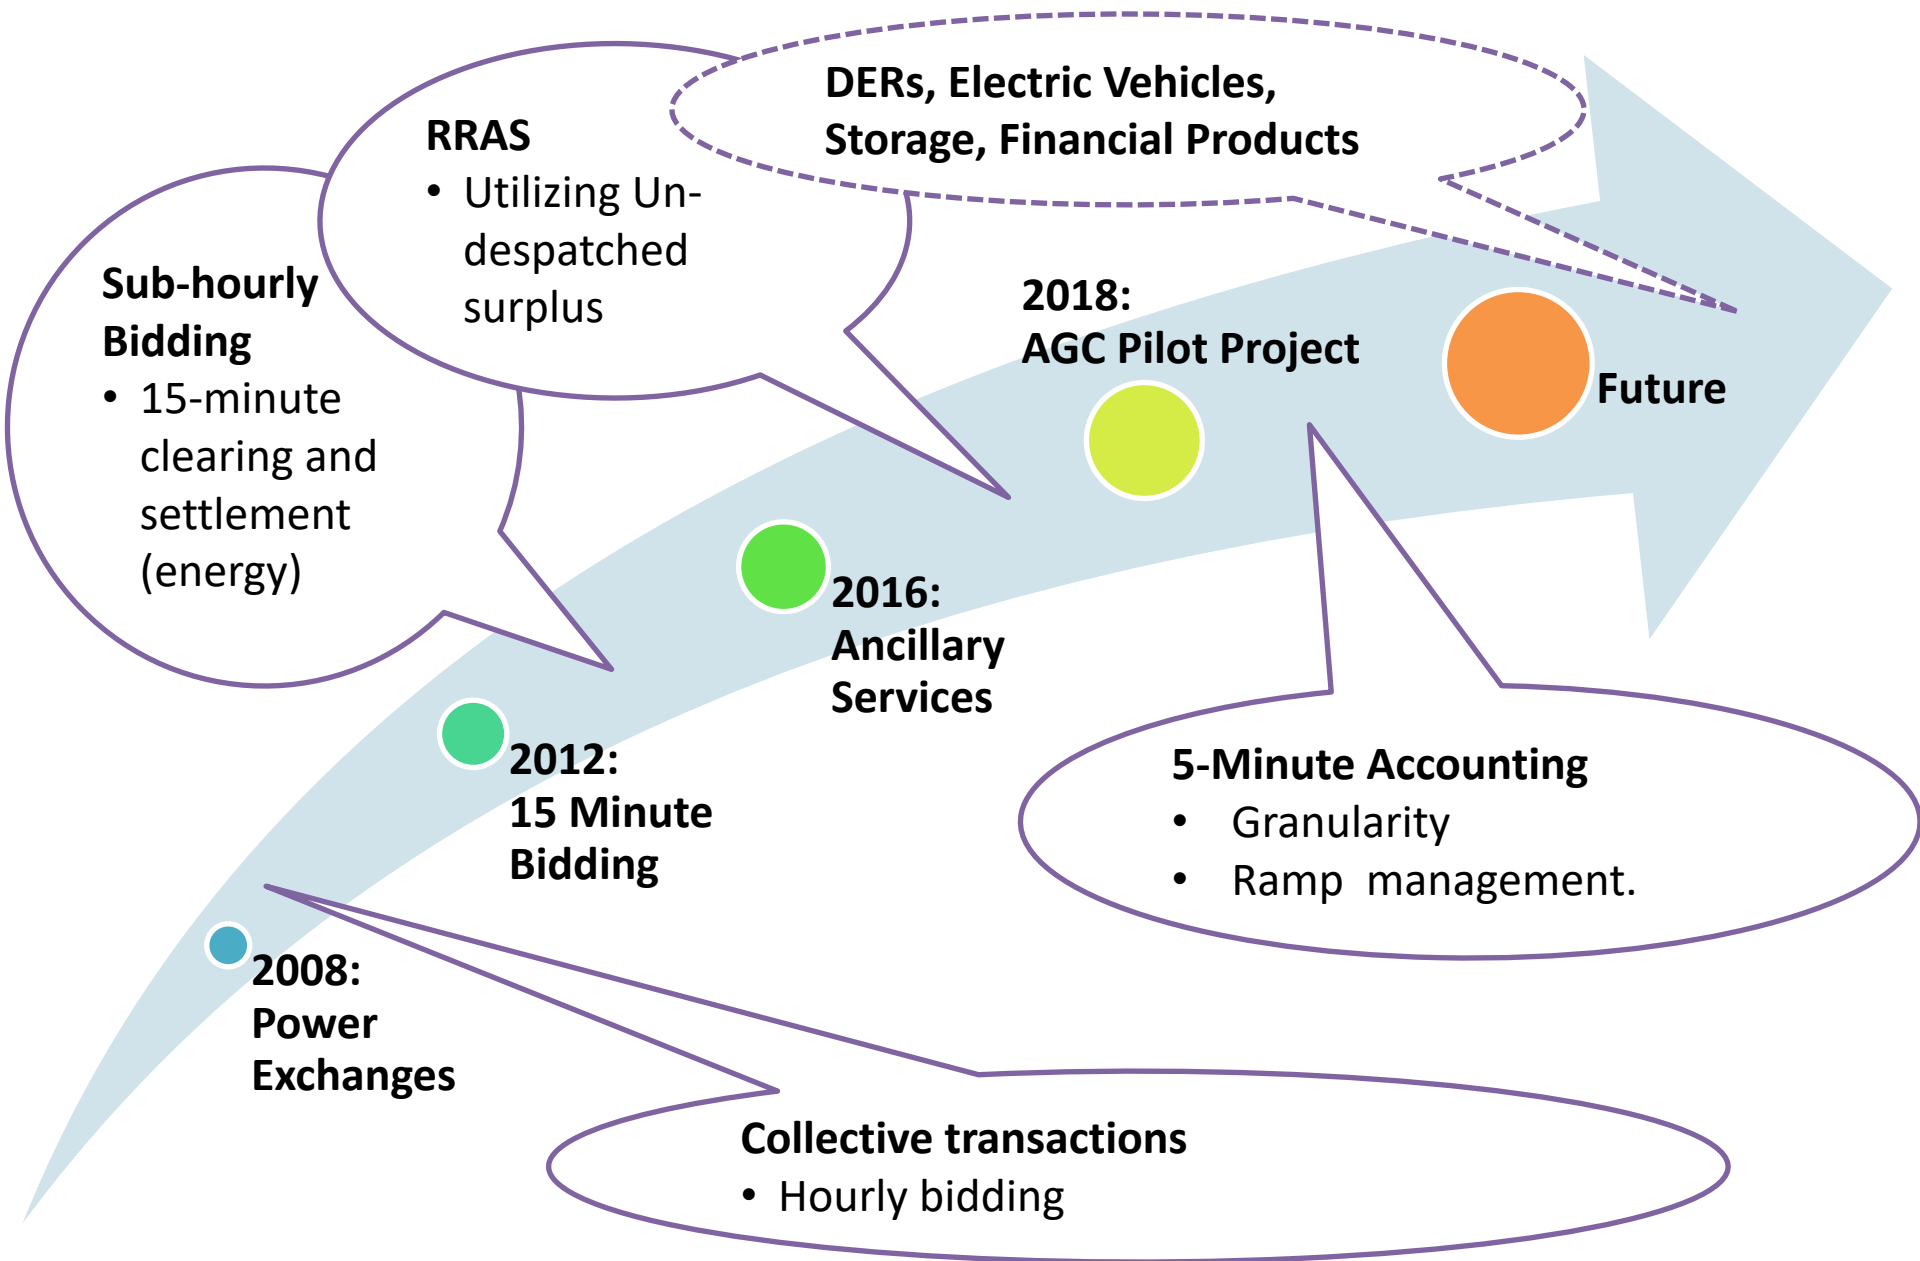 DERs, Electric Vehicles,
Storage, Financial Products
RRAS
• Utilizing Un-
despatched
surplus
Sub-hourly
Bidding
• 15-minute
clearing and
settlement
(energy)
2018:
AGC Pilot Project
Future
2016:
Ancillary
Services
2012:
15 Minute
Bidding
5-Minute Accounting
• Granularity
• Ramp management.
2008:
Power
Exchanges
Collective transactions
• Hourly bidding